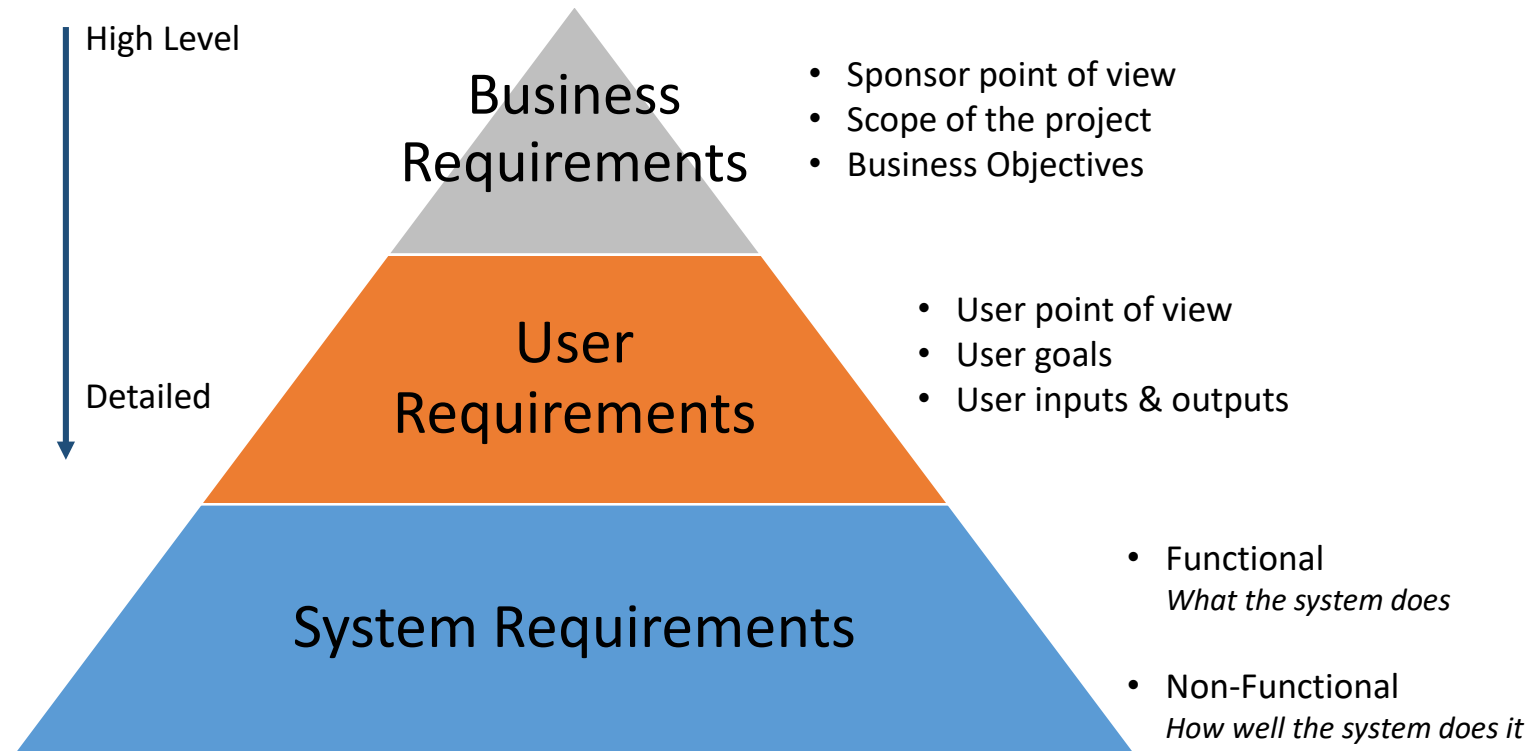 High Level
Business
Requirements
• Sponsor point of view
• Scope of the project
• Business Objectives
User
Requirements
• User point of view
• User goals
• User inputs & outputs
Detailed
System Requirements
• Functional
What the system does
• Non-Functional
How well the system does it